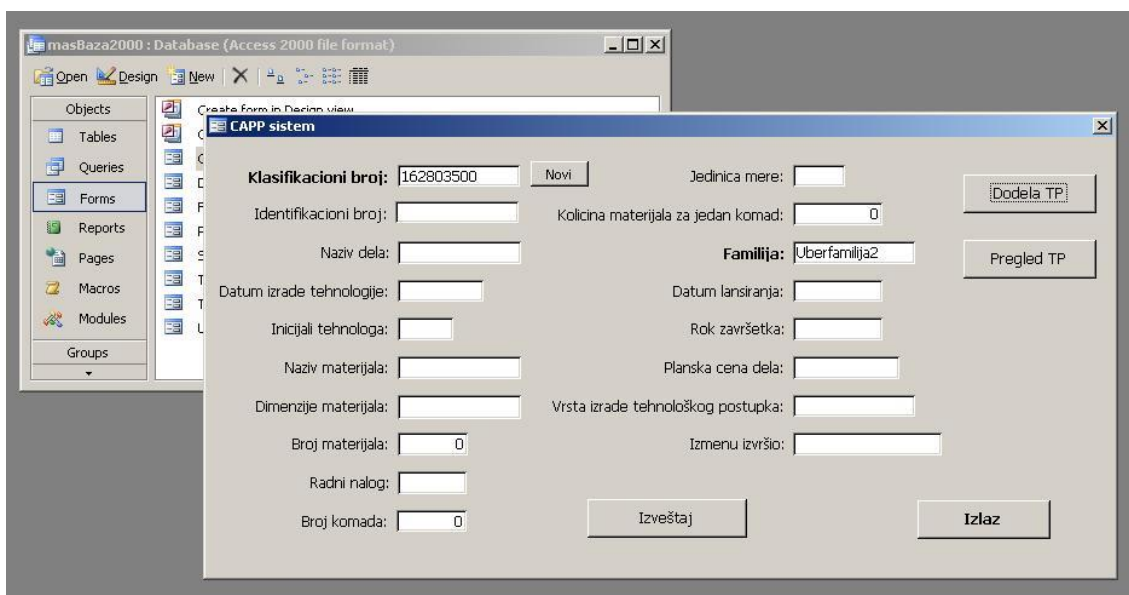 masBaza2000 : Database (Access 2000 file format)
Open Design New
Objects
Tables
Queries
Forms
Reports
Pages
Macros
Modules
Groups
Create form in Design view
CAPP sistem
Klasifikacioni broj: 162803500 Novi
Identifikacioni broj:
Naziv dela:
Datum izrade tehnologije:
Inicijali tehnologa:
Naziv materijala:
Dimenzije materijala:
Broj materijala: 0
Radni nalog:
Broj komada: 0
Jedinica mere:
Kolicina materijala za jedan komad: 0
Familija: Uberfamilija2
Datum lansiranja:
Rok završetka:
Planska cena dela:
Vrsta izrade tehnološkog postupka:
Izmenu izvršio:
Dodela TP
Pregled TP
Izveštaj
Izlaz